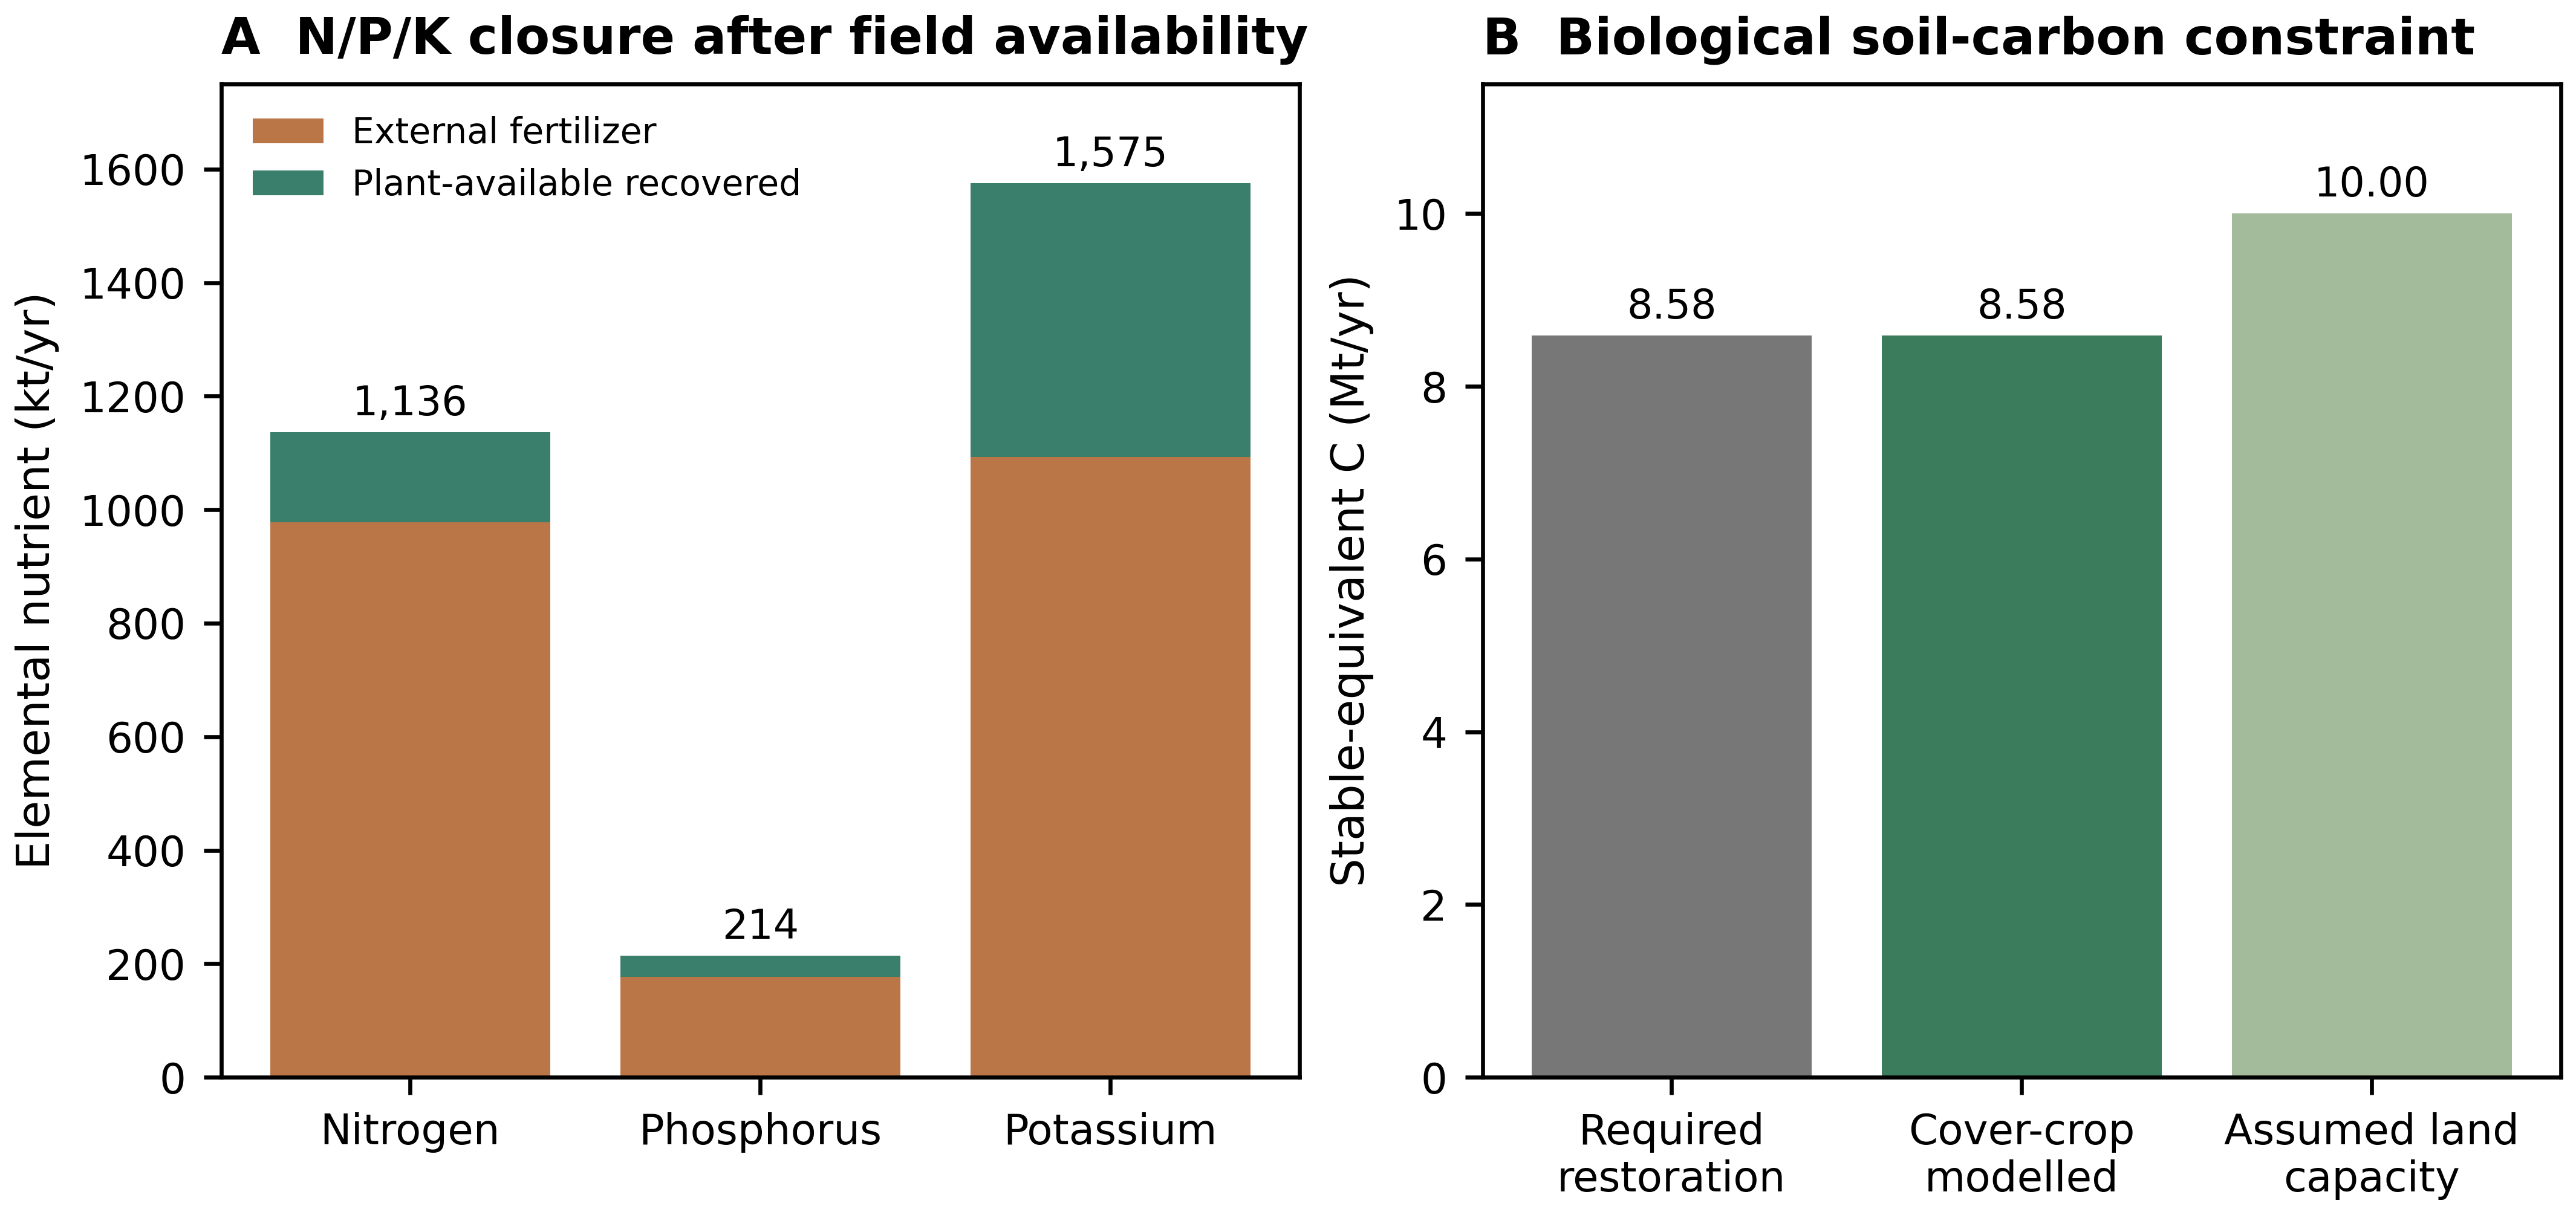 A  N/P/K closure after field availability
External fertilizer
Plant-available recovered
Elemental nutrient (kt/yr)
1600
1400
1200
1000
800
600
400
200
0
1,136
214
1,575
Nitrogen
Phosphorus
Potassium
B  Biological soil-carbon constraint
Stable-equivalent C (Mt/yr)
10
8
6
4
2
0
8.58
8.58
10.00
Required
restoration
Cover-crop
modelled
Assumed land
capacity